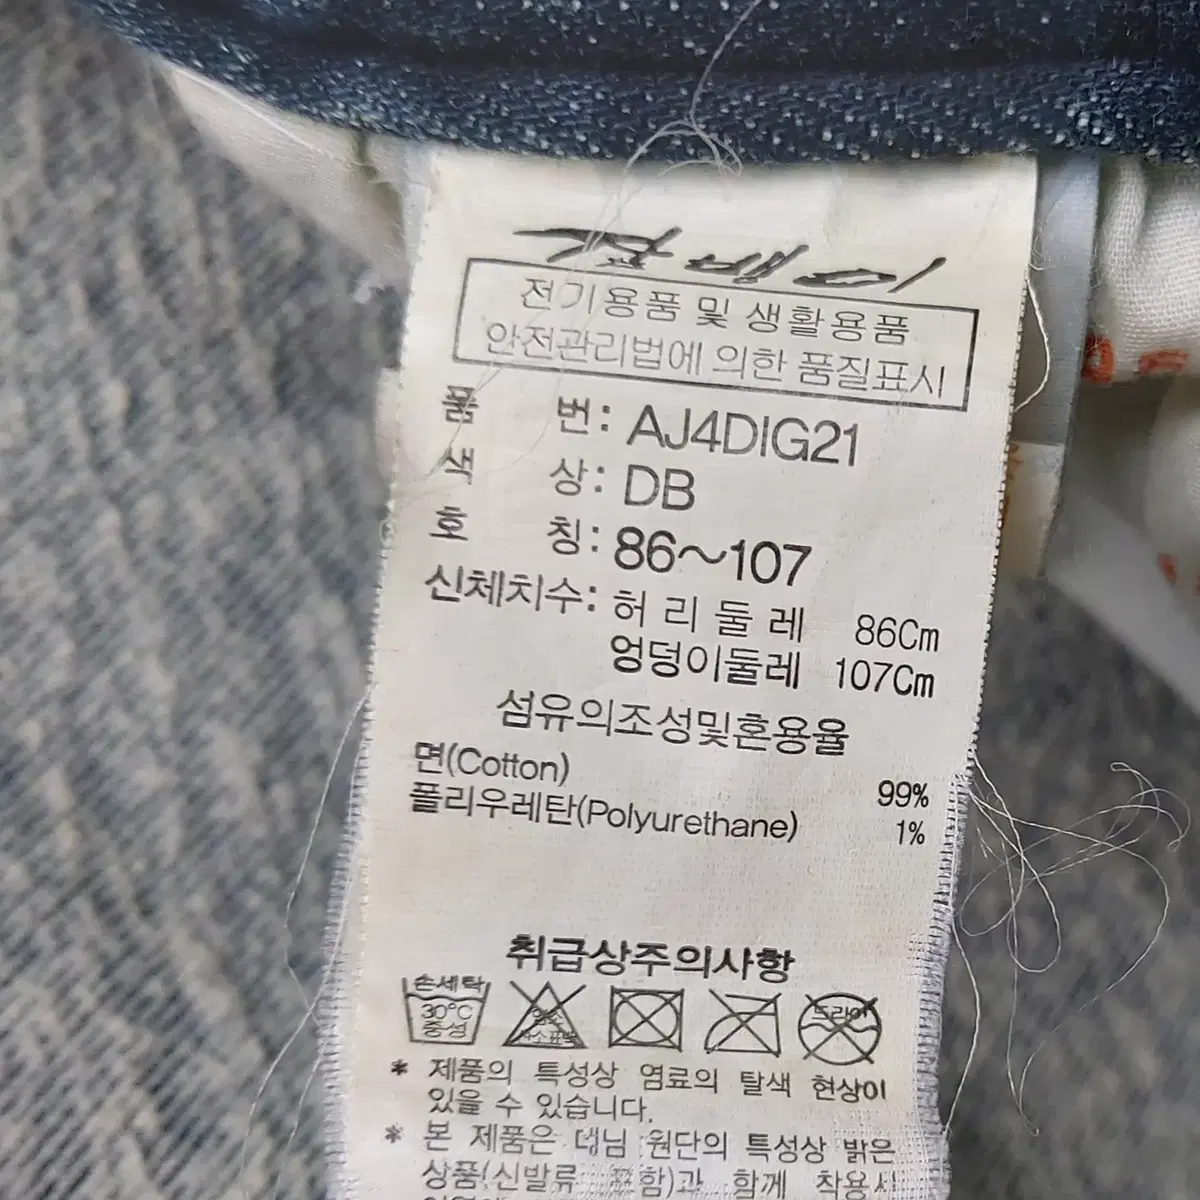 잠뱅이
전기용품 및 생활용품
안전관리법에 의한 품질표시
품 번: AJ4DIG21
색 상: DB
호 칭: 86~107
신체치수: 허리둘레 86Cm
엉덩이둘레 107Cm
섬유의조성및혼용율
면(Cotton) 99%
폴리우레탄(Polyurethane) 1%
취급상주의사항
손세탁
30℃
중성
드라이
* 제품의 특성상 염료의 탈색 현상이
있을 수 있습니다.
* 본 제품은 데님 원단의 특성상 밝은
상품(신발류 포함)과 함께 착용시